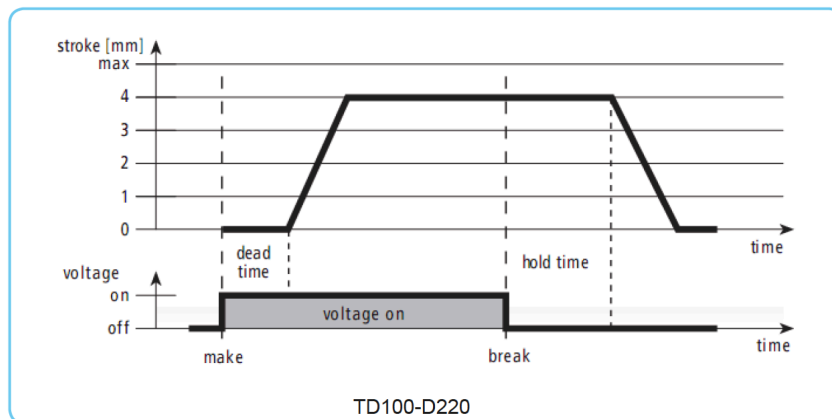 stroke [mm]
max
4
3
2
1
0
time
dead
time
hold time
voltage
on
voltage on
off
time
make
break
TD100-D220